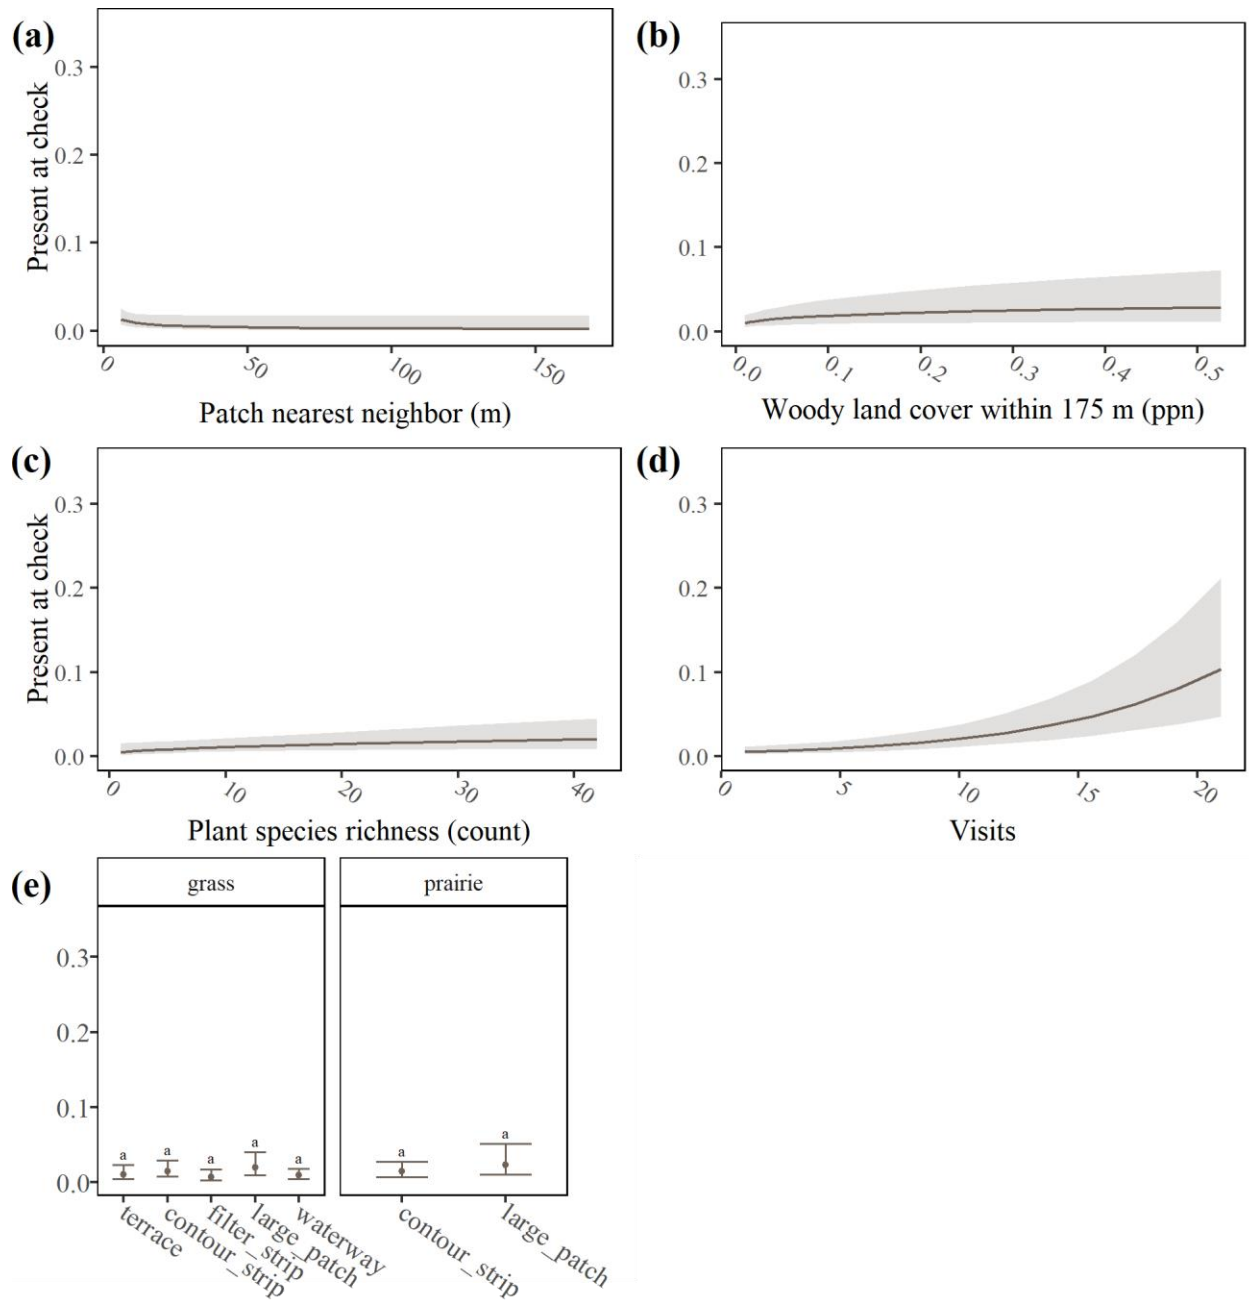 (a)
Present at check
0.3
0.2
0.1
0.0
0 50 100 150
Patch nearest neighbor (m)
(b)
0.3
0.2
0.1
0.0
0.0 0.1 0.2 0.3 0.4 0.5
Woody land cover within 175 m (ppn)
(c)
Present at check
0.3
0.2
0.1
0.0
0 10 20 30 40
Plant species richness (count)
(d)
0.3
0.2
0.1
0.0
0 5 10 15 20
Visits
(e)
grass prairie
0.3
0.2
0.1
0.0
a a a a a a a
terrace
contour_strip
filter_strip
large_patch
waterway
contour_strip
large_patch